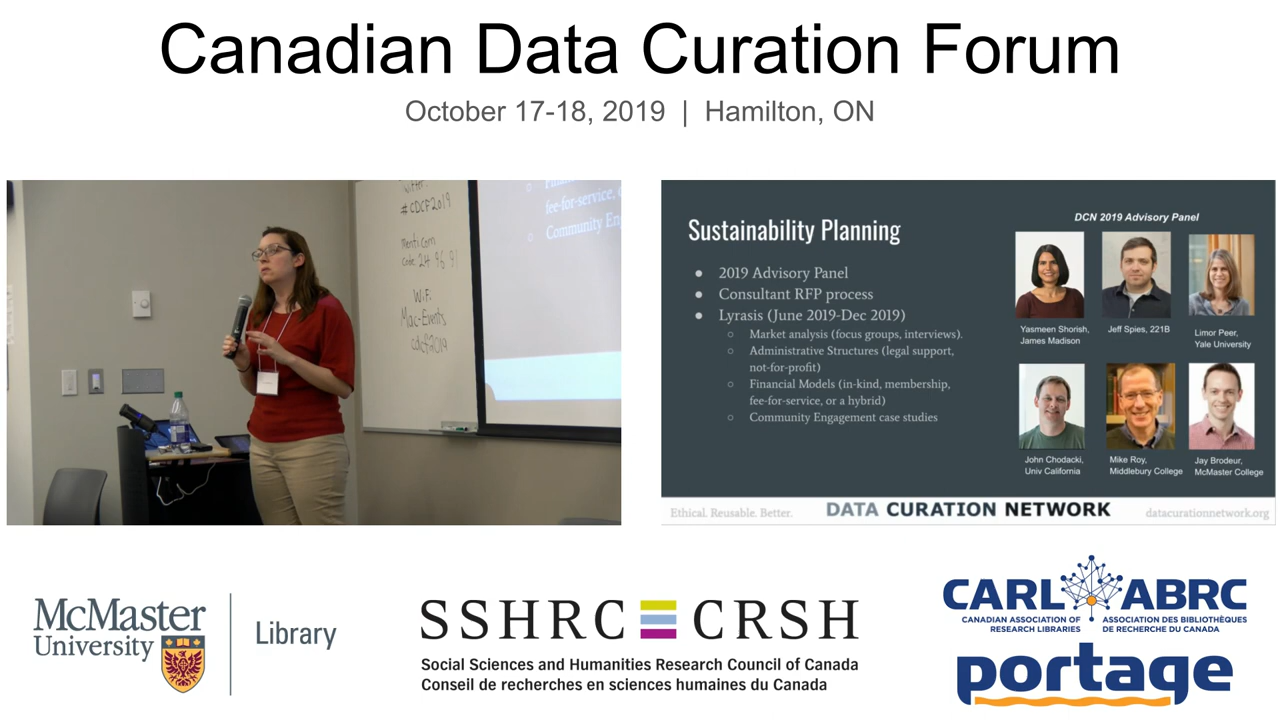 Canadian Data Curation Forum
October 17-18, 2019 | Hamilton, ON
#CDCF2019
menti.com
WiFi
Mac-Events
cdcf2019
fee-for-service,
Community En
Sustainability Planning
● 2019 Advisory Panel
● Consultant RFP process
● Lyrasis (June 2019-Dec 2019)
○ Market analysis (focus groups, interviews).
○ Administrative Structures (legal support,
not-for-profit)
○ Financial Models (in-kind, membership,
fee-for-service, or a hybrid)
○ Community Engagement case studies
DCN 2019 Advisory Panel
Yasmeen Shorish,
James Madison
Jeff Spies, 221B
Limor Peer,
Yale University
John Chodacki,
Univ California
Mike Roy,
Middlebury College
Jay Brodeur,
McMaster College
Ethical. Reusable. Better.
DATA CURATION NETWORK
datacurationnetwork.org
McMaster
University
Library
SSHRC CRSH
Social Sciences and Humanities Research Council of Canada
Conseil de recherches en sciences humaines du Canada
CARL ABRC
CANADIAN ASSOCIATION OF
RESEARCH LIBRARIES
ASSOCIATION DES BIBLIOTHÈQUES
DE RECHERCHE DU CANADA
portage